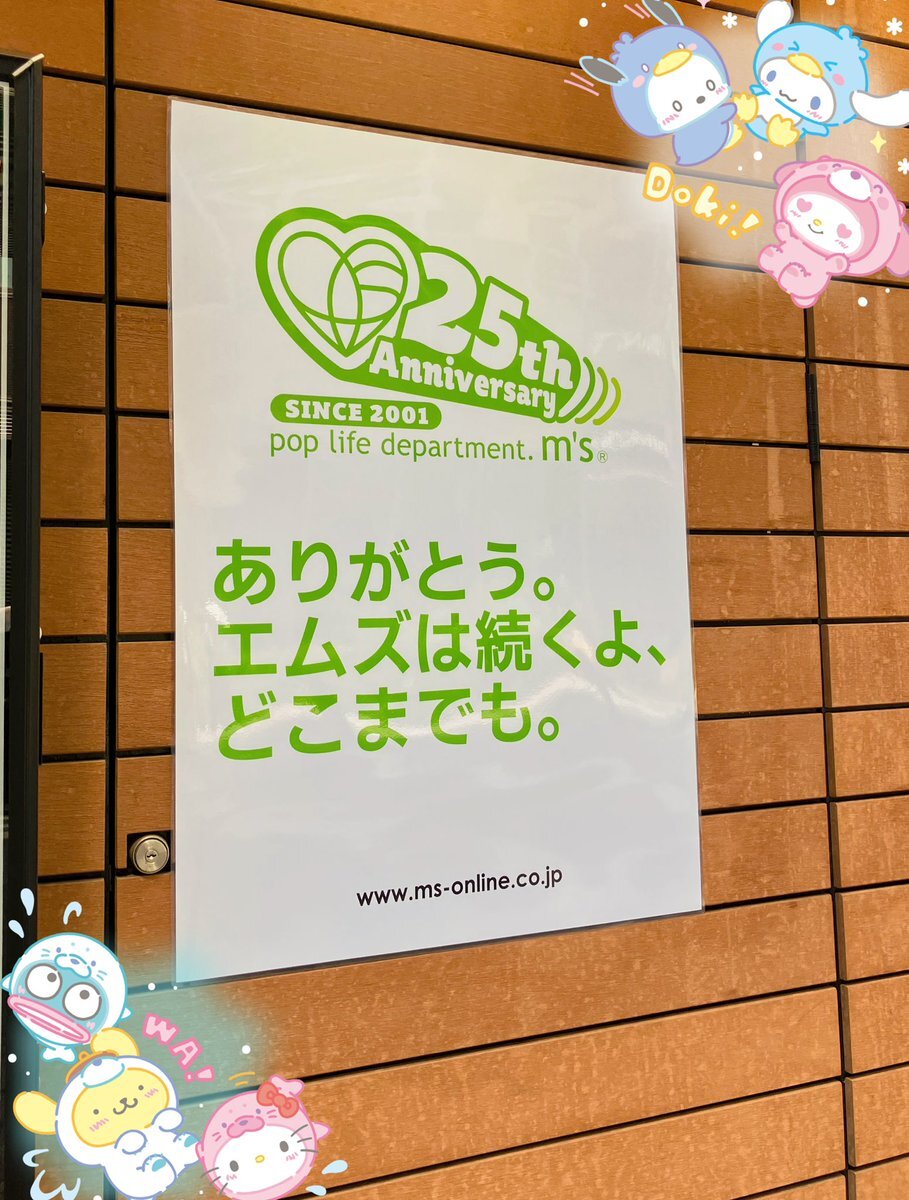 Doki!
25th
Anniversary
SINCE 2001
pop life department. m's®
ありがとう。
エムズは続くよ、
どこまでも。
www.ms-online.co.jp
WA!